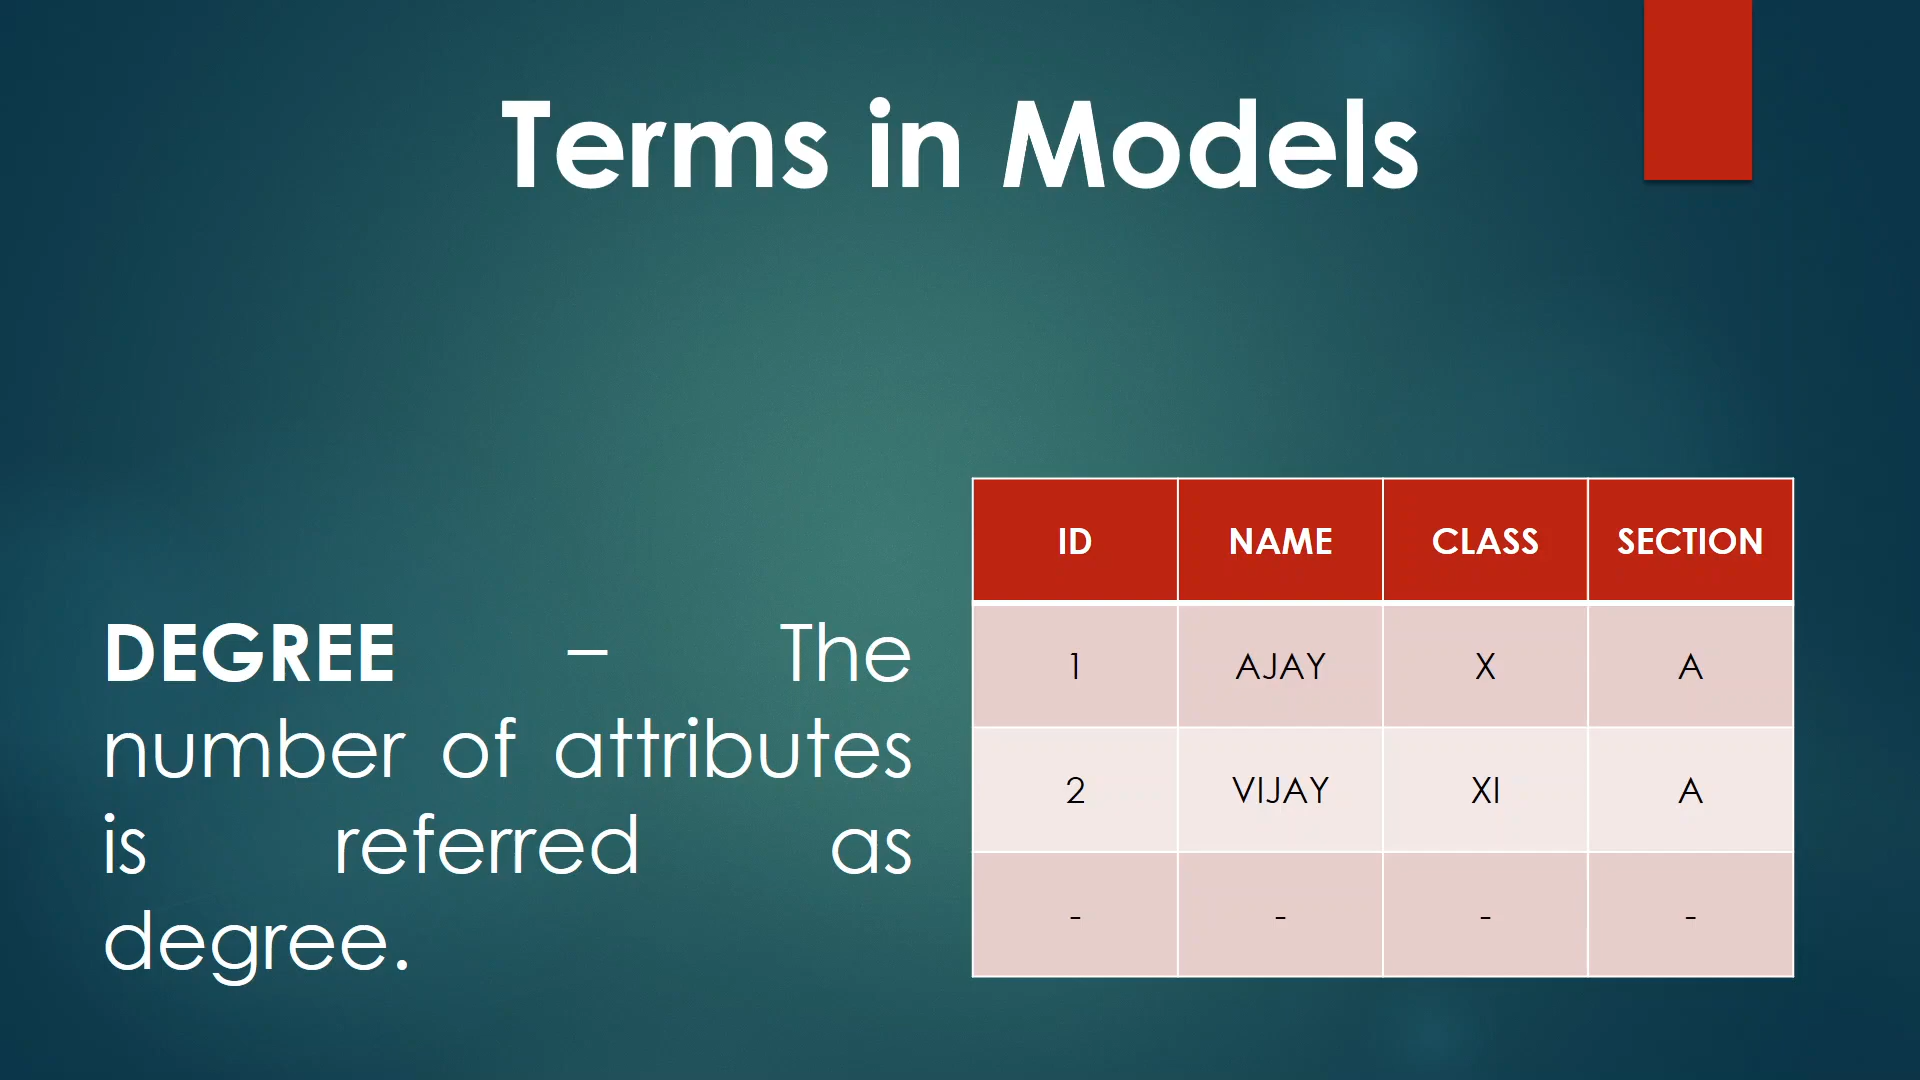 Terms in Models
DEGREE – The
number of attributes
is referred as
degree.
ID NAME CLASS SECTION
1 AJAY X A
2 VIJAY XI A
- - - -